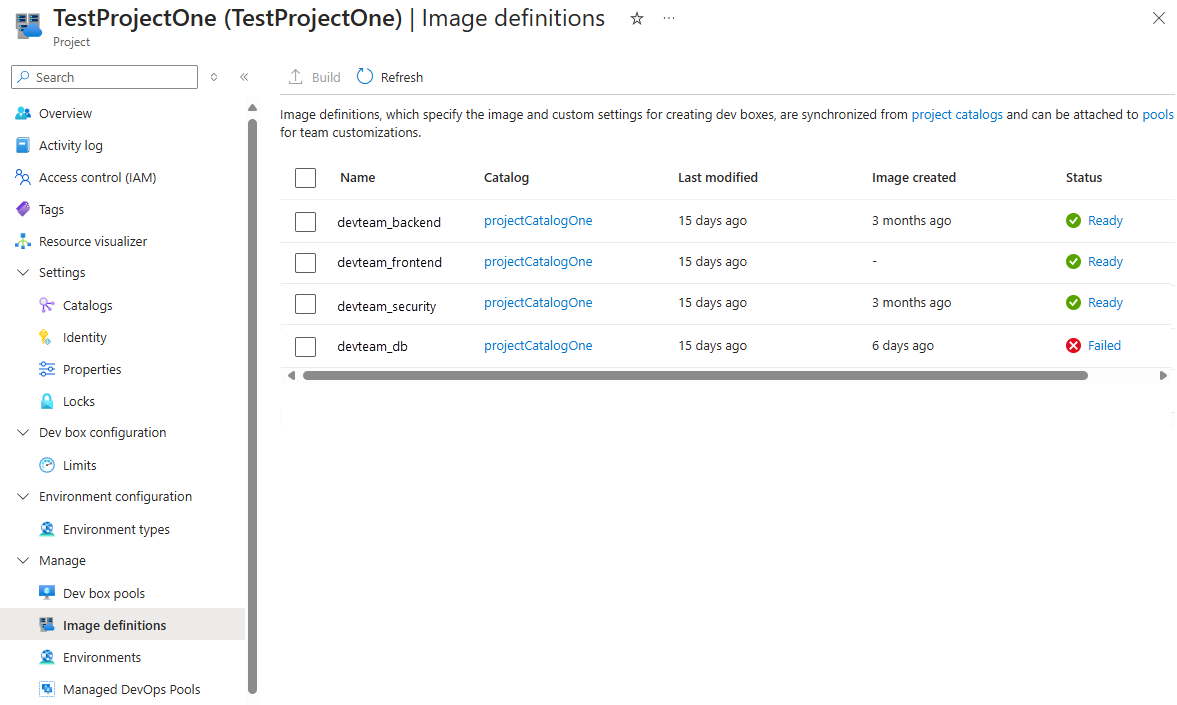 TestProjectOne (TestProjectOne) | Image definitions
Project
Search
Build
Refresh
Overview
Activity log
Access control (IAM)
Tags
Resource visualizer
Settings
Catalogs
Identity
Properties
Locks
Dev box configuration
Limits
Environment configuration
Environment types
Manage
Dev box pools
Image definitions
Environments
Managed DevOps Pools
Image definitions, which specify the image and custom settings for creating dev boxes, are synchronized from project catalogs and can be attached to pools
for team customizations.
Name Catalog Last modified Image created Status
devteam_backend projectCatalogOne 15 days ago 3 months ago Ready
devteam_frontend projectCatalogOne 15 days ago - Ready
devteam_security projectCatalogOne 15 days ago 3 months ago Ready
devteam_db projectCatalogOne 15 days ago 6 days ago Failed